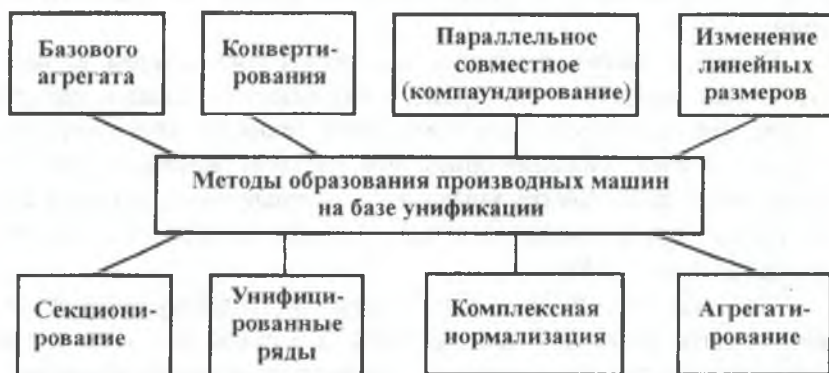 Базового
агрегата
Конверти-
рования
Параллельное
совместное
(компаундирование)
Изменение
линейных
размеров
Методы образования производных машин
на базе унификации
Секциони-
рование
Унифици-
рованные
ряды
Комплексная
нормализация
Агрегати-
рование